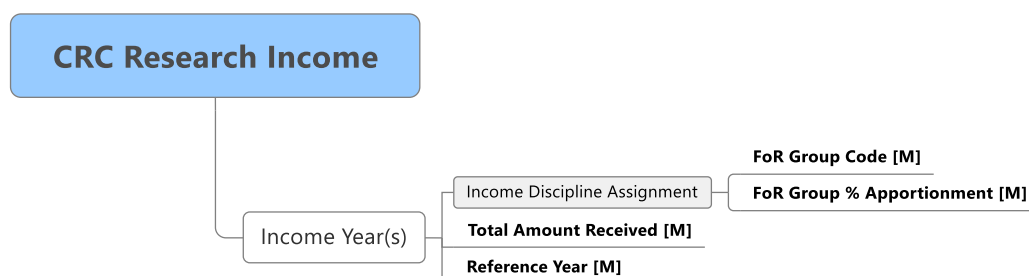 CRC Research Income
FoR Group Code [M]
Income Discipline Assignment
FoR Group % Apportionment [M]
Income Year(s)
Total Amount Received [M]
Reference Year [M]